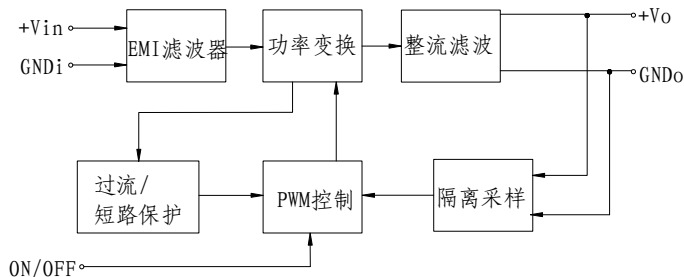 +Vin
GNDi
EMI滤波器
功率变换
整流滤波
+Vo
GNDo
过流/
短路保护
PWM控制
隔离采样
ON/OFF